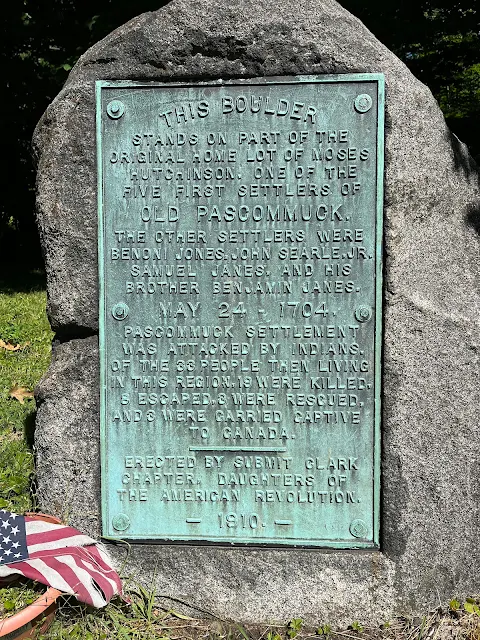 THIS BOULDER
STANDS ON PART OF THE
ORIGINAL HOME LOT OF MOSES
HUTCHINSON, ONE OF THE
FIVE FIRST SETTLERS OF
OLD PASCOMMUCK.
THE OTHER SETTLERS WERE
BENONI JONES, JOHN SEARLE, JR.
SAMUEL JANES, AND HIS
BROTHER BENJAMIN JANES.
MAY 24 - 1704.
PASCOMMUCK SETTLEMENT
WAS ATTACKED BY INDIANS.
OF THE 33 PEOPLE THEN LIVING
IN THIS REGION, 19 WERE KILLED,
8 ESCAPED, 3 WERE RESCUED,
AND 3 WERE CARRIED CAPTIVE
TO CANADA.
ERECTED BY SUBMIT CLARK
CHAPTER, DAUGHTERS OF
THE AMERICAN REVOLUTION.
- 1910. -